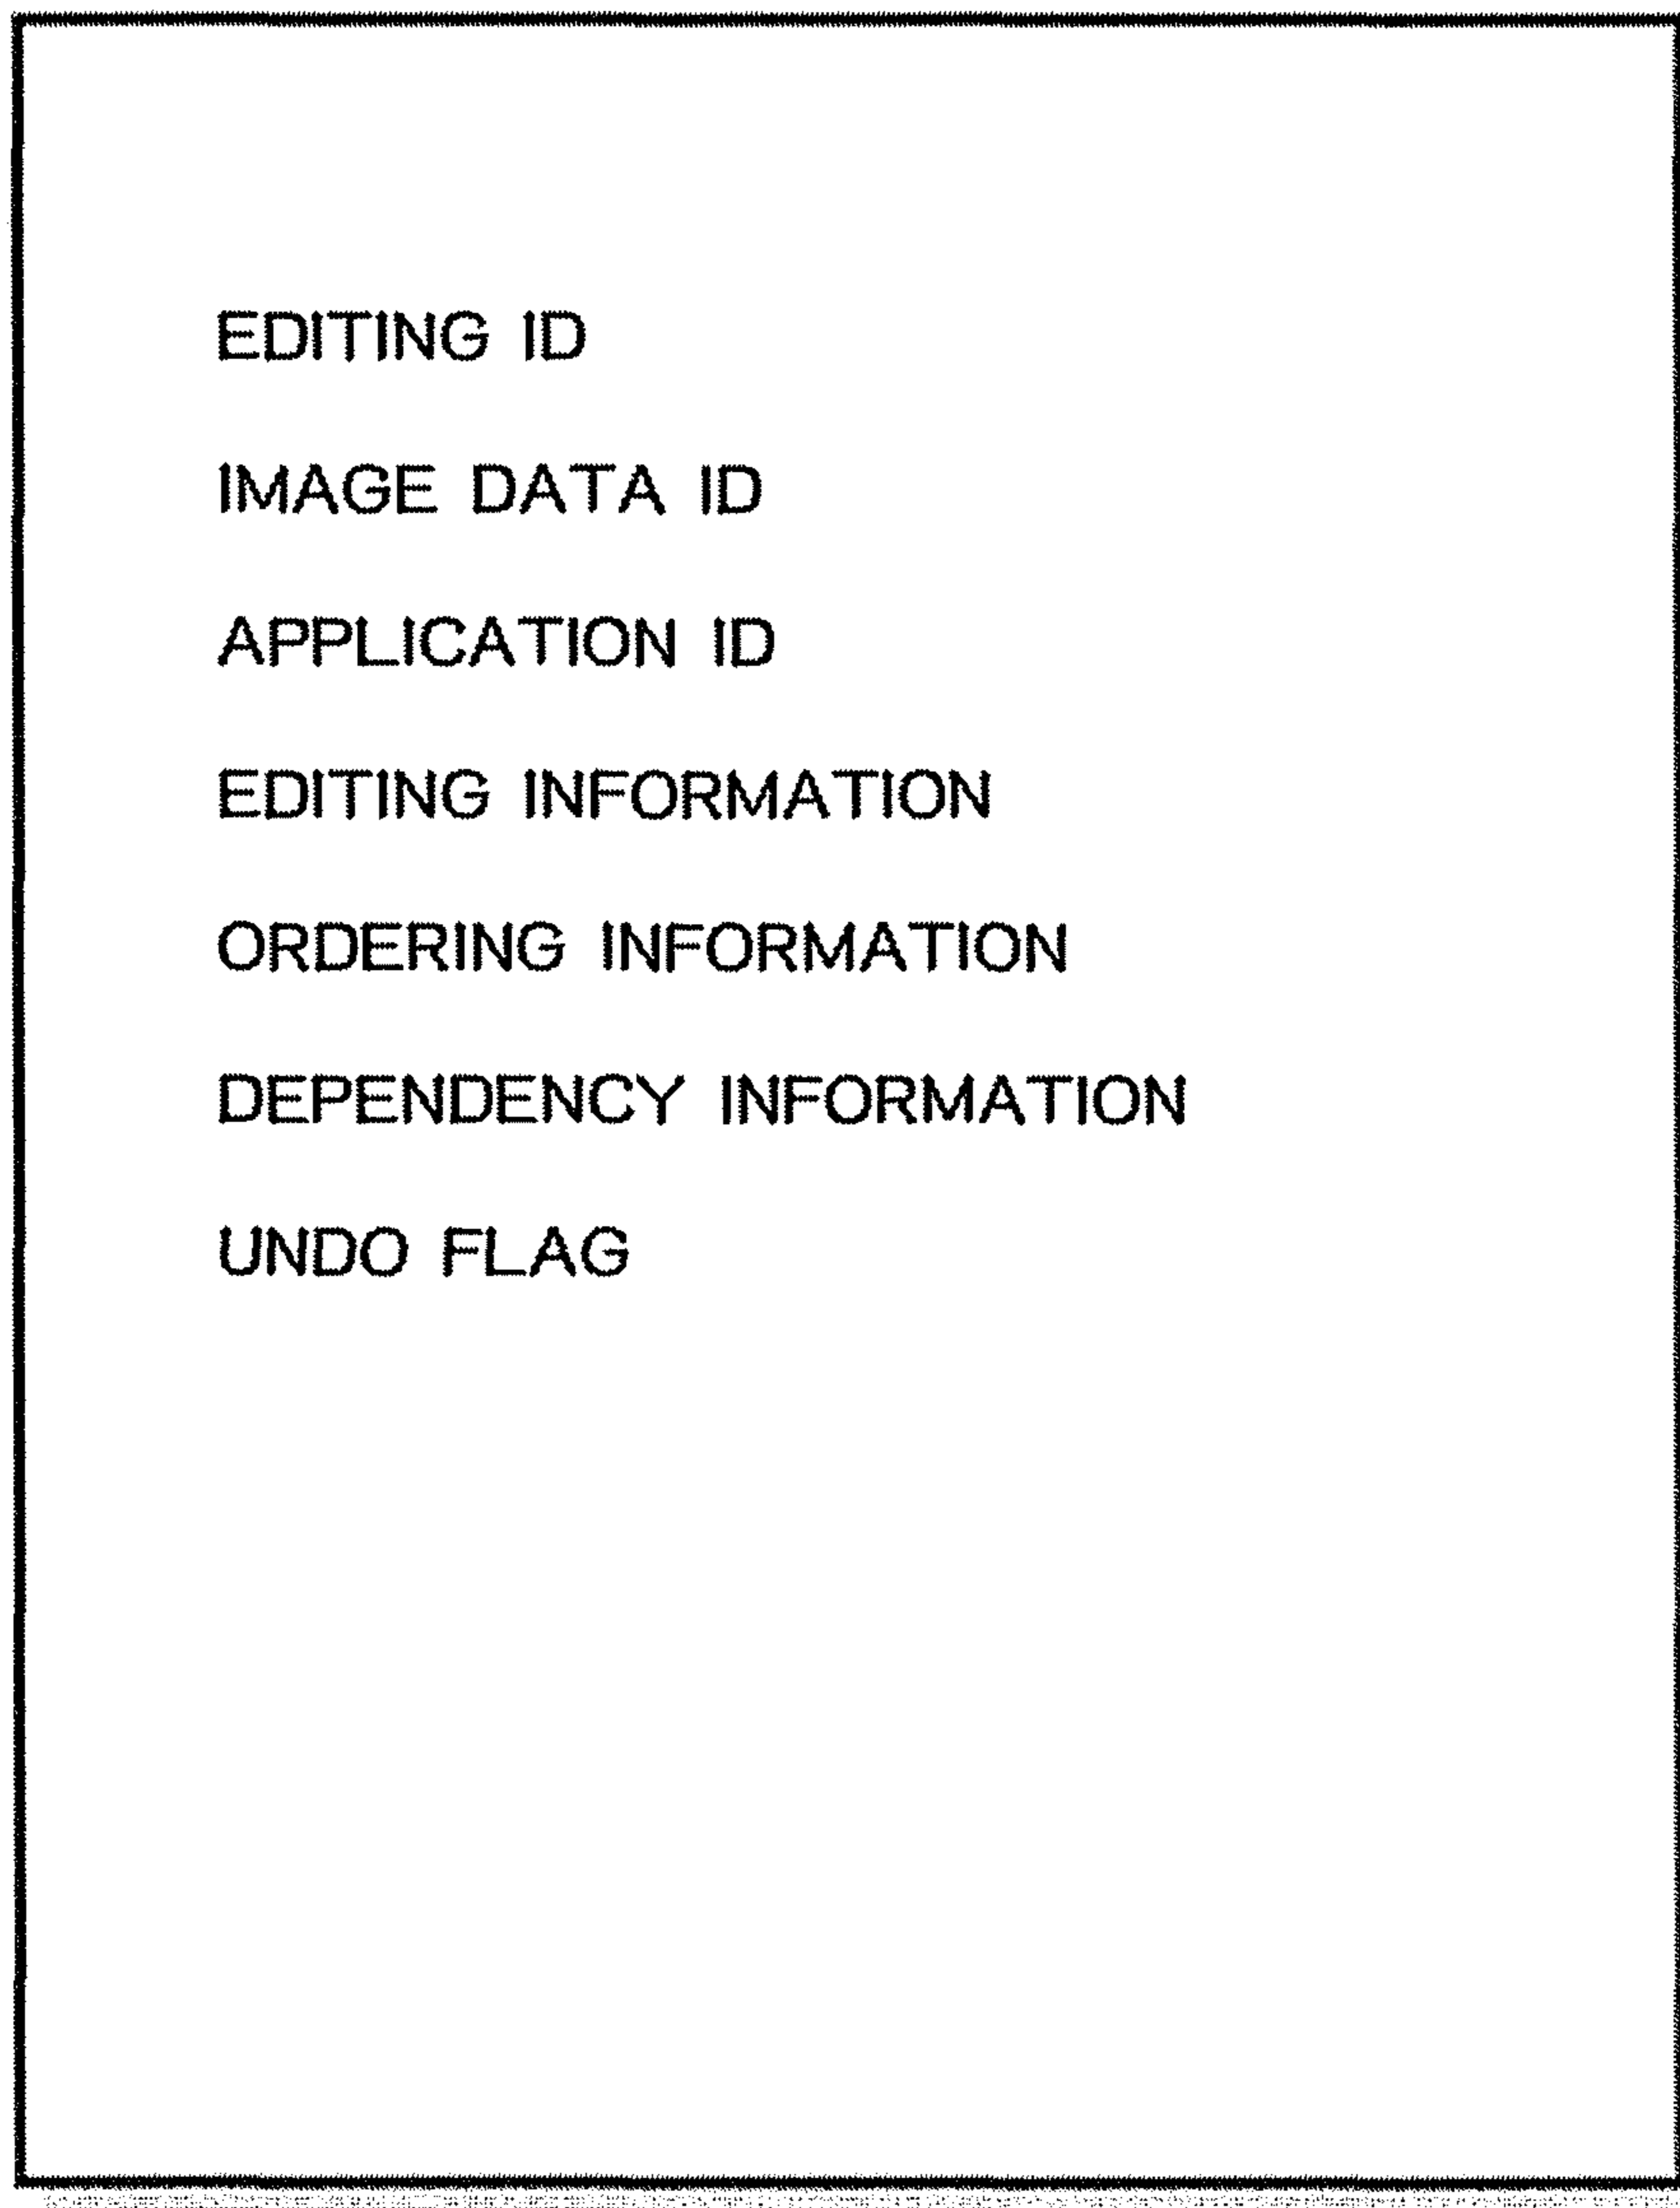 EDITING ID
IMAGE DATA ID
APPLICATION ID
EDITING INFORMATION
ORDERING INFORMATION
DEPENDENCY INFORMATION
UNDO FLAG